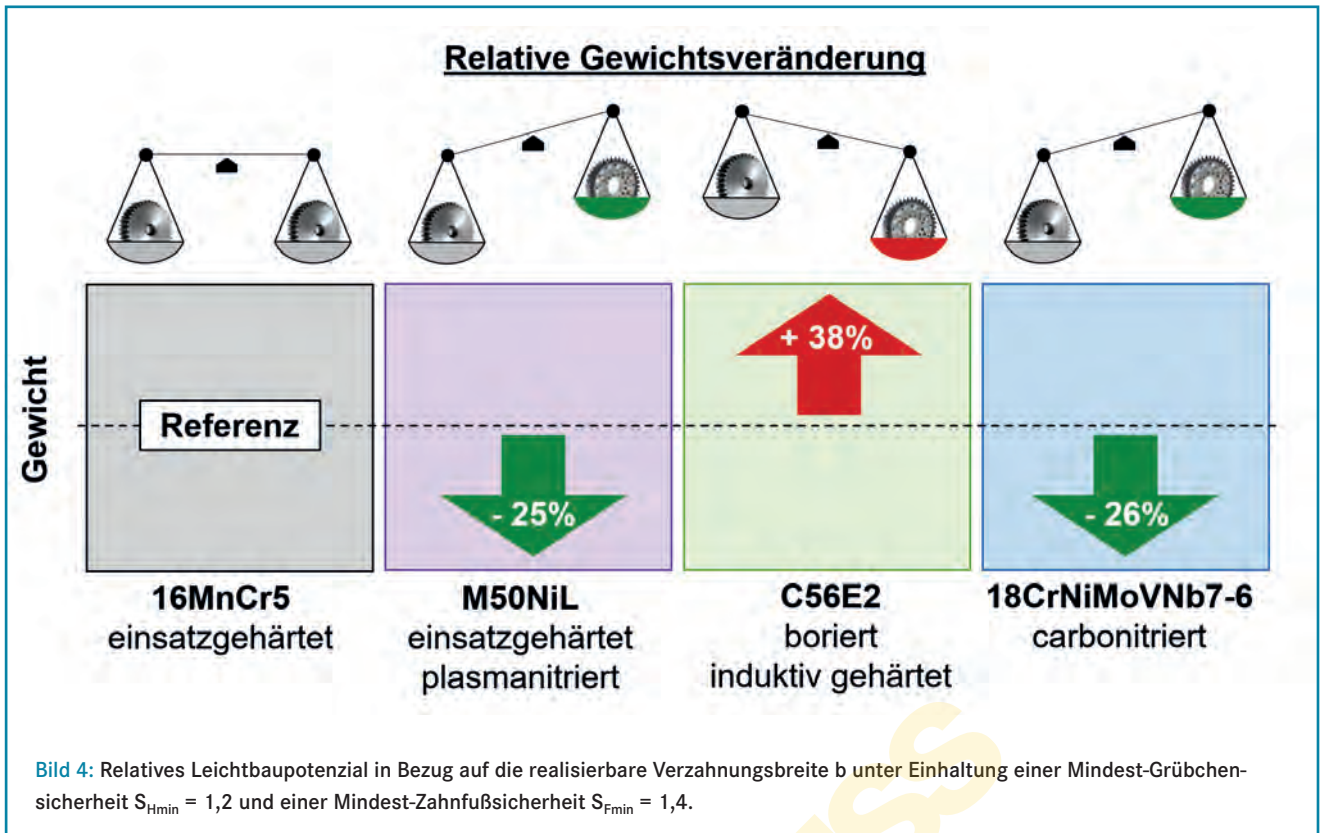 Relative Gewichtsveränderung
Gewicht
Referenz
- 25%
+ 38%
- 26%
16MnCr5
einsatzgehärtet
M50NiL
einsatzgehärtet
plasmanitriert
C56E2
boriert
induktiv gehärtet
18CrNiMoVNb7-6
carbonitriert
Bild 4: Relatives Leichtbaupotenzial in Bezug auf die realisierbare Verzahnungsbreite b unter Einhaltung einer Mindest-Grübchen-
sicherheit SHmin = 1,2 und einer Mindest-Zahnfußsicherheit SFmin = 1,4.